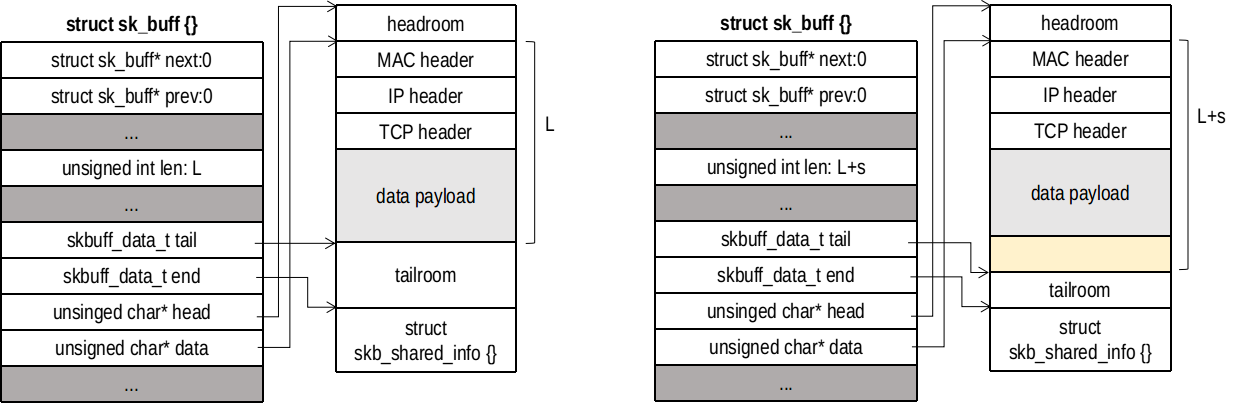 struct sk_buff {}
struct sk_buff* next:0
struct sk_buff* prev:0
...
unsigned int len: L
...
skbuff_data_t tail
skbuff_data_t end
unsinged char* head
unsigned char* data
...
headroom
MAC header
IP header
TCP header
data payload
tailroom
struct
skb_shared_info {}
L
struct sk_buff {}
struct sk_buff* next:0
struct sk_buff* prev:0
...
unsigned int len: L+s
...
skbuff_data_t tail
skbuff_data_t end
unsinged char* head
unsigned char* data
...
headroom
MAC header
IP header
TCP header
data payload
tailroom
struct
skb_shared_info {}
L+s